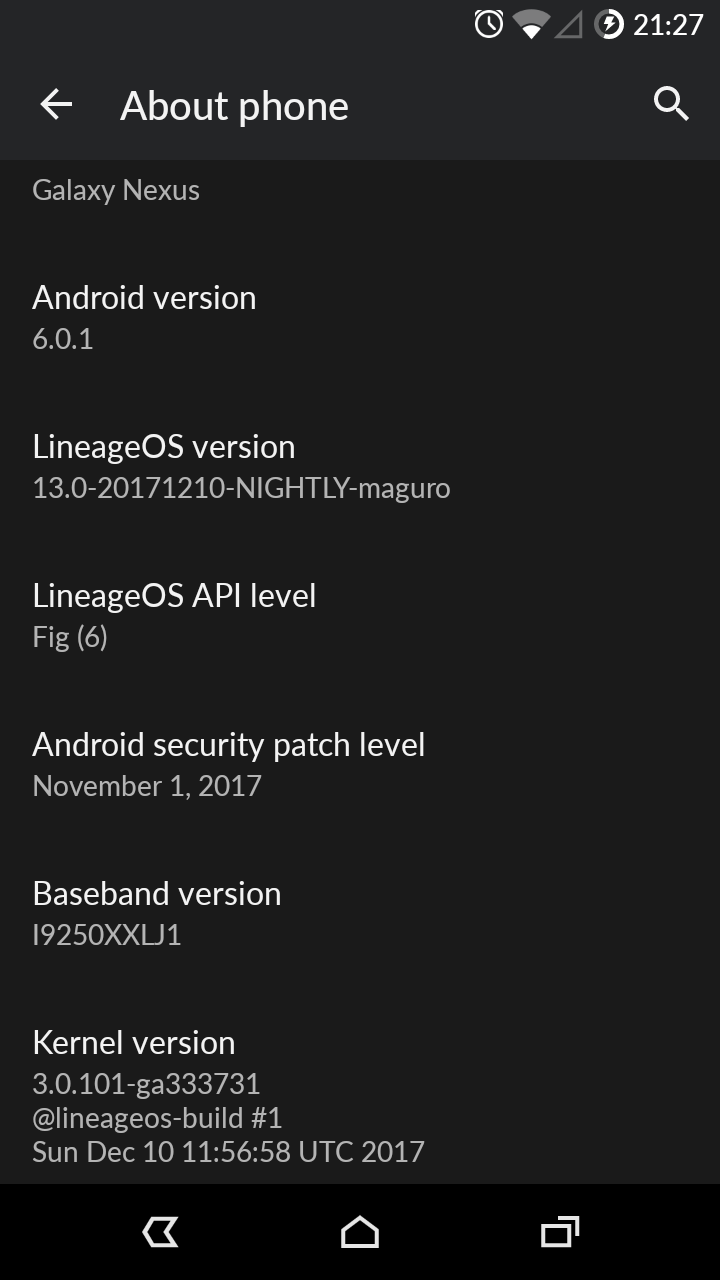 21:27
About phone
Galaxy Nexus
Android version
6.0.1
LineageOS version
13.0-20171210-NIGHTLY-maguro
LineageOS API level
Fig (6)
Android security patch level
November 1, 2017
Baseband version
I9250XXLJ1
Kernel version
3.0.101-ga333731
@lineageos-build #1
Sun Dec 10 11:56:58 UTC 2017